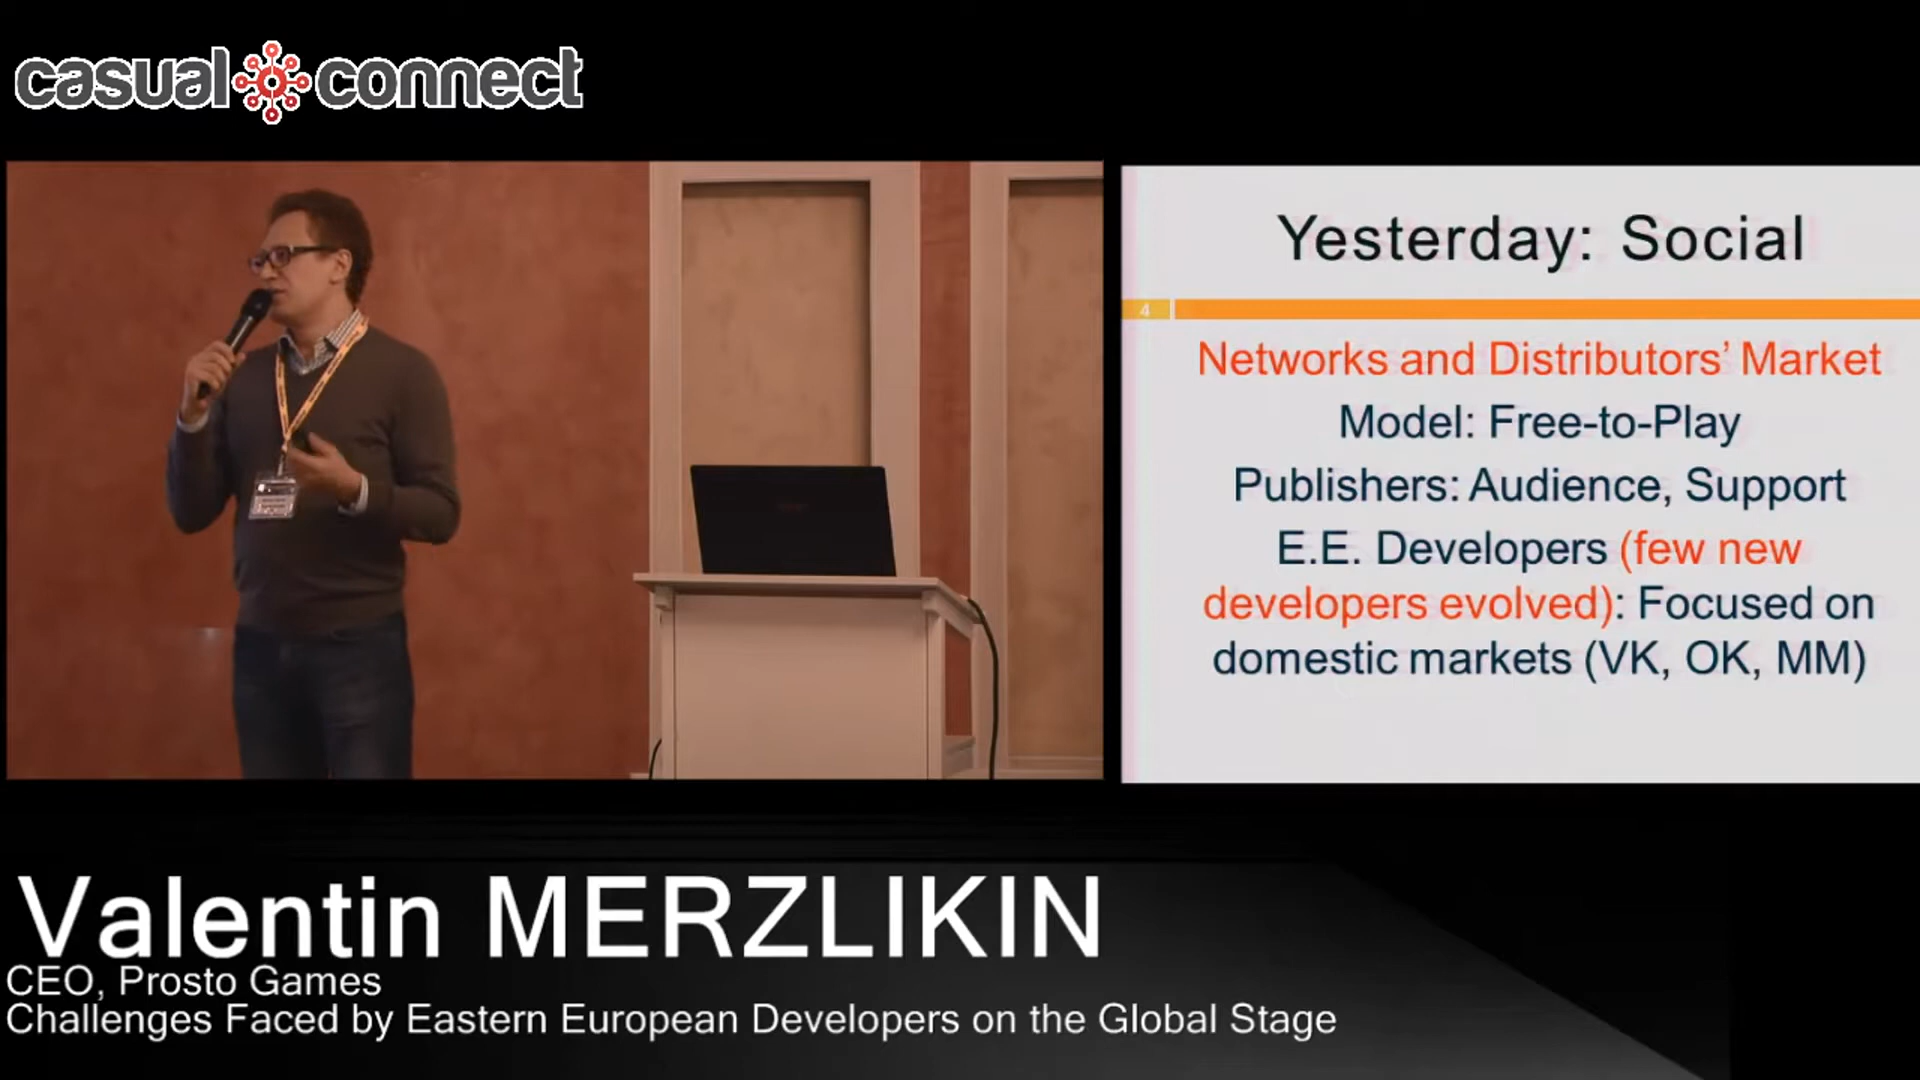 casual connect
Yesterday: Social
4
Networks and Distributors’ Market
Model: Free-to-Play
Publishers: Audience, Support
E.E. Developers (few new
developers evolved): Focused on
domestic markets (VK, OK, MM)
Valentin MERZLIKIN
CEO, Prosto Games
Challenges Faced by Eastern European Developers on the Global Stage